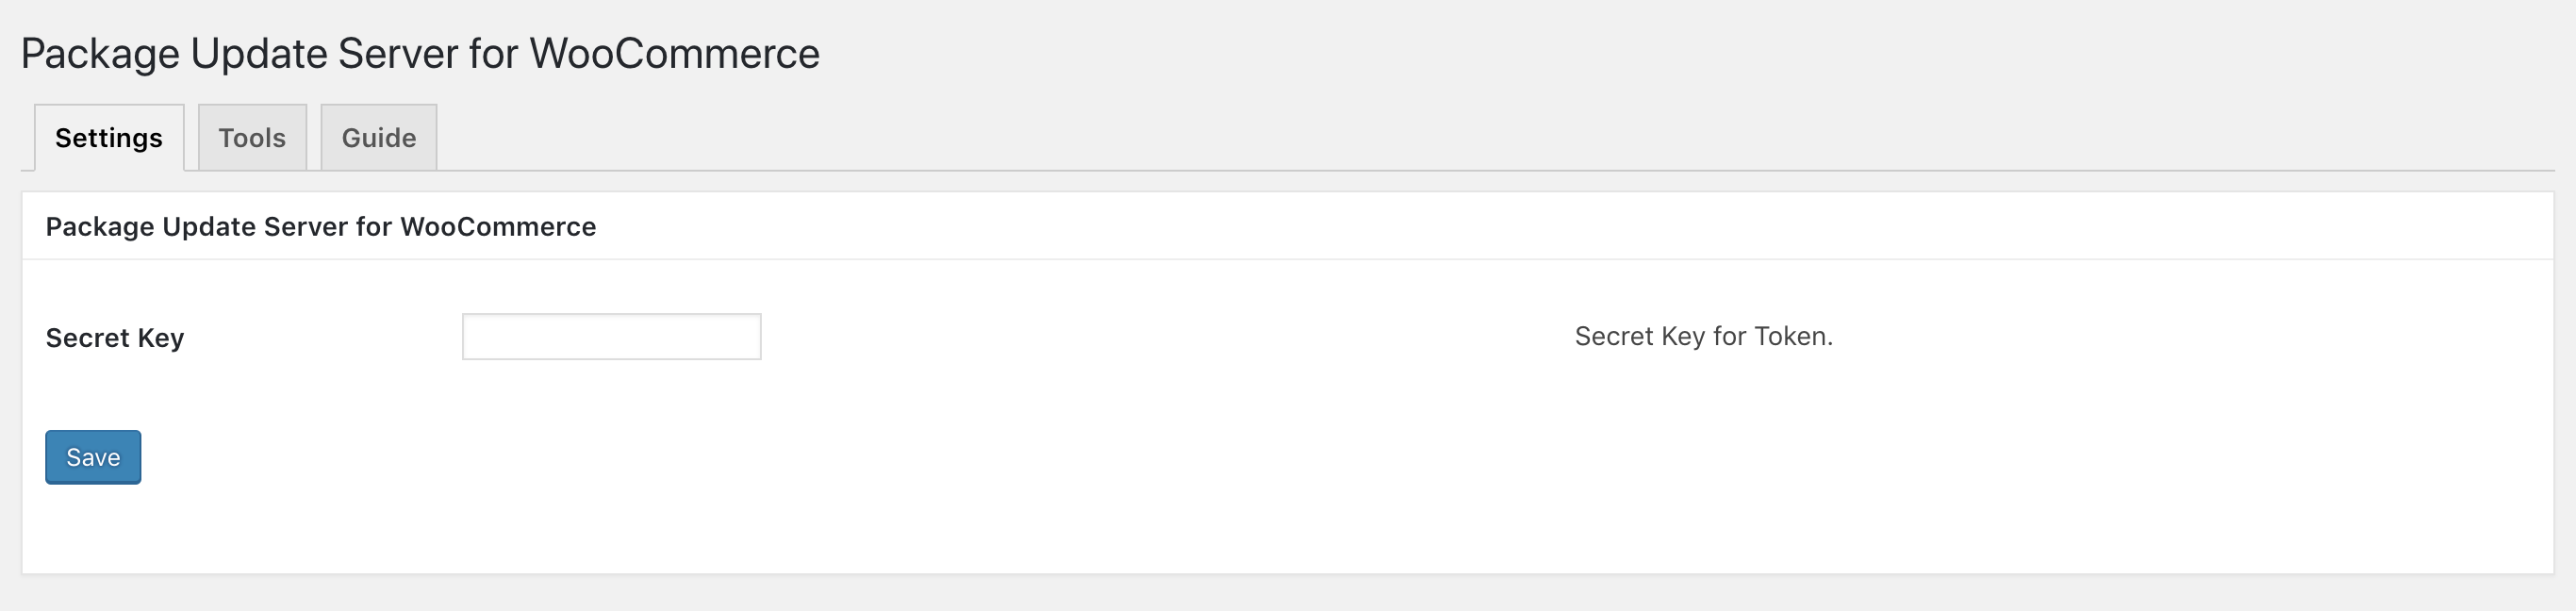 Package Update Server for WooCommerce
Settings Tools Guide
Package Update Server for WooCommerce
Secret Key Secret Key for Token.
Save